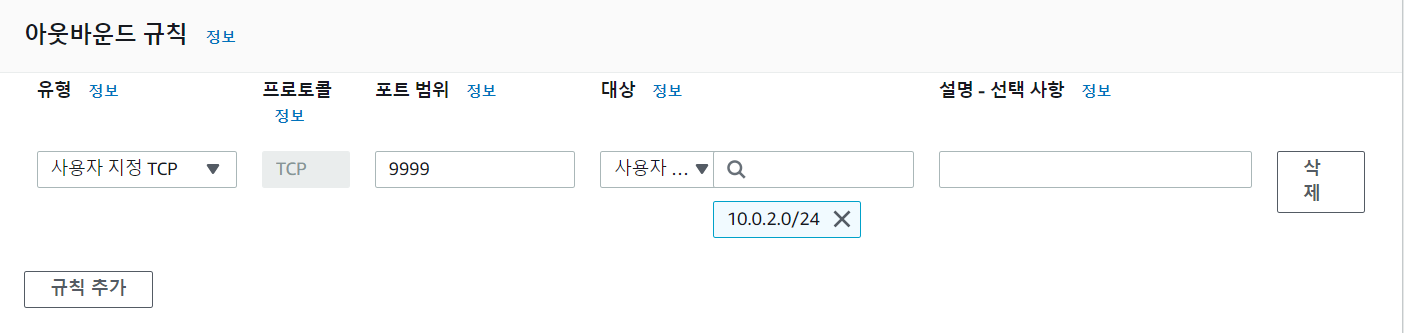 아웃바운드 규칙 정보
유형 정보 프로토콜 포트 범위 정보 대상 정보 설명 - 선택 사항 정보
정보
사용자 지정 TCP TCP 9999 사용자 ... 삭
제
10.0.2.0/24
규칙 추가